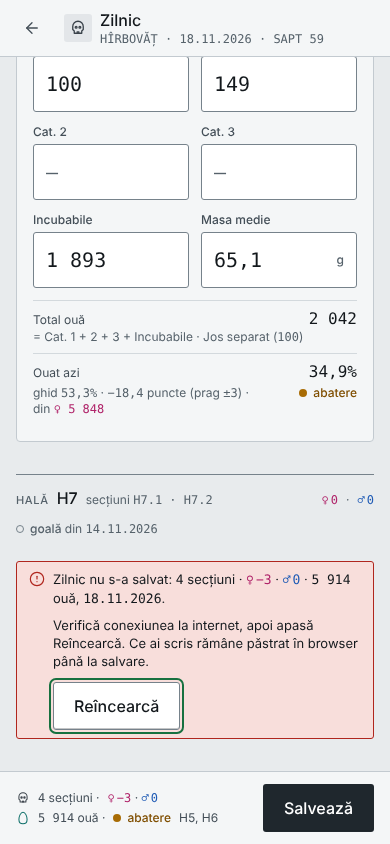 Zilnic
HÎRBOVĂȚ · 18.11.2026 · SAPT 59
100 149
Cat. 2 Cat. 3
— —
Incubabile Masa medie
1 893 65,1 g
Total ouă 2 042
= Cat. 1 + 2 + 3 + Incubabile · Jos separat (100)
Ouat azi 34,9%
ghid 53,3% · −18,4 puncte (prag ±3) · abatere
din ♀ 5 848
HALĂ H7 secțiuni H7.1 · H7.2 ♀0 · ♂0
goală din 14.11.2026
Zilnic nu s-a salvat: 4 secțiuni · ♀−3 · ♂0 · 5 914
ouă, 18.11.2026.
Verifică conexiunea la internet, apoi apasă
Reîncearcă. Ce ai scris rămâne păstrat în browser
până la salvare.
Reîncearcă
4 secțiuni · ♀−3 · ♂0
5 914 ouă · abatere H5, H6
Salvează